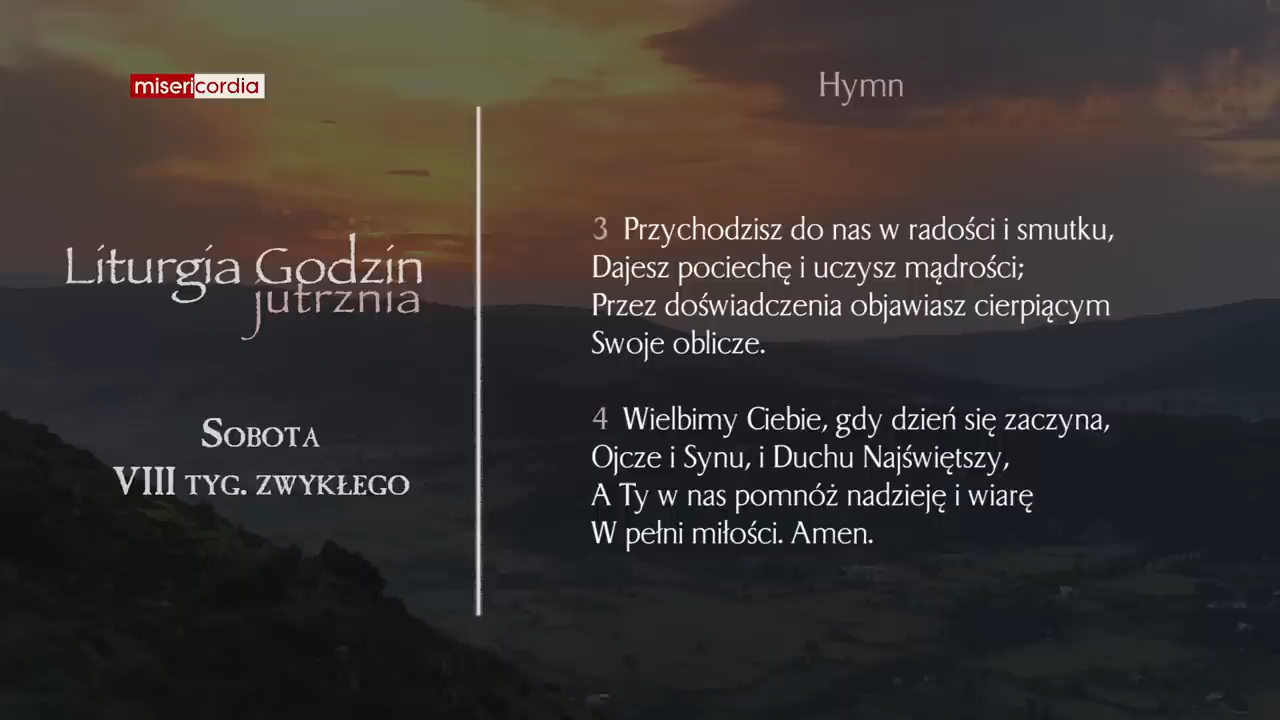 misericordia
Liturgia Godzin
jutrznia
Sobota
VIII tyg. zwykłego
Hymn
3 Przychodzisz do nas w radości i smutku,
Dajesz pociechę i uczysz mądrości;
Przez doświadczenia objawiasz cierpiącym
Swoje oblicze.
4 Wielbimy Ciebie, gdy dzień się zaczyna,
Ojcze i Synu, i Duchu Najświętszy,
A Ty w nas pomnóż nadzieję i wiarę
W pełni miłości. Amen.